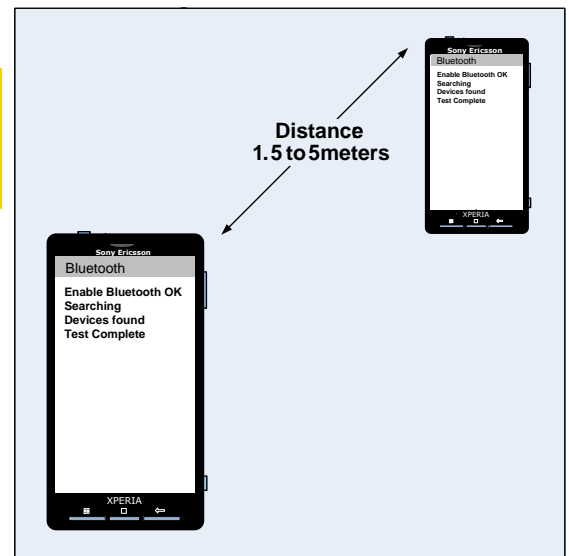 Sony Ericsson
Bluetooth
Enable Bluetooth OK
Searching
Devices found
Test Complete
XPERIA
Distance
1.5 to 5meters
Sony Ericsson
Bluetooth
Enable Bluetooth OK
Searching
Devices found
Test Complete
XPERIA